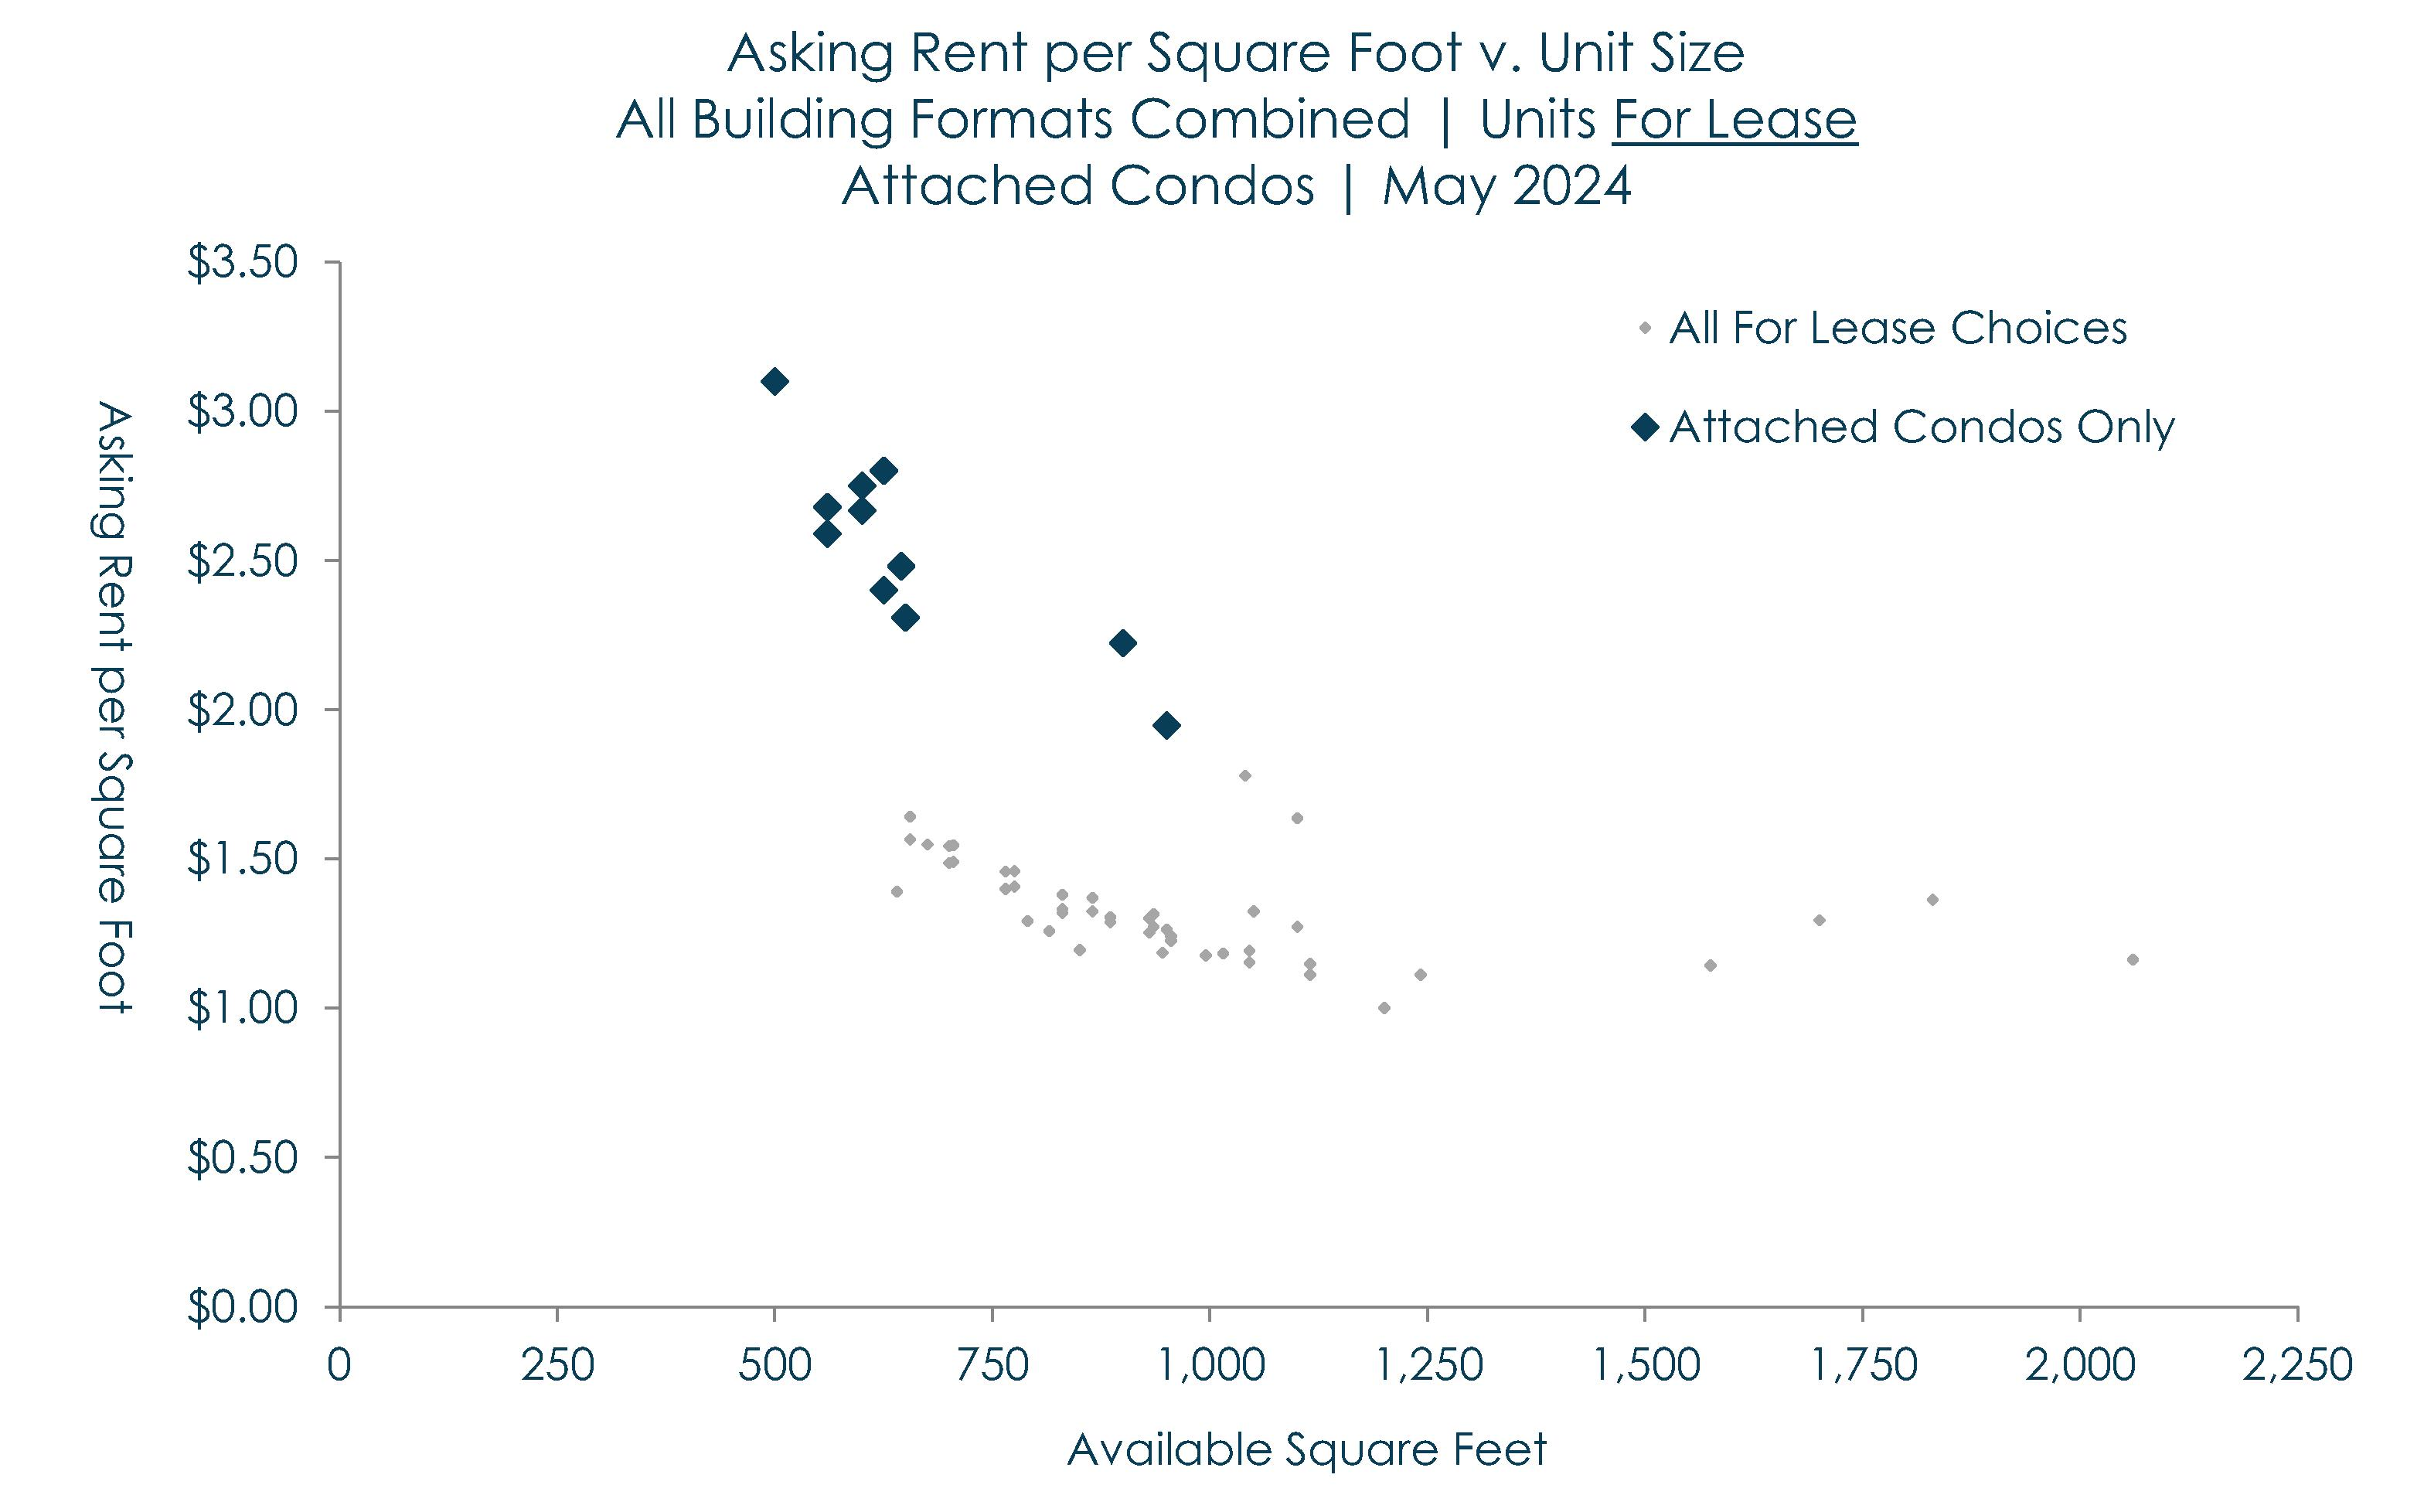 Asking Rent per Square Foot v. Unit Size
All Building Formats Combined | Units For Lease
Attached Condos | May 2024
$3.50
$3.00
$2.50
$2.00
$1.50
$1.00
$0.50
$0.00
Asking Rent per Square Foot
All For Lease Choices
Attached Condos Only
0 250 500 750 1,000 1,250 1,500 1,750 2,000 2,250
Available Square Feet